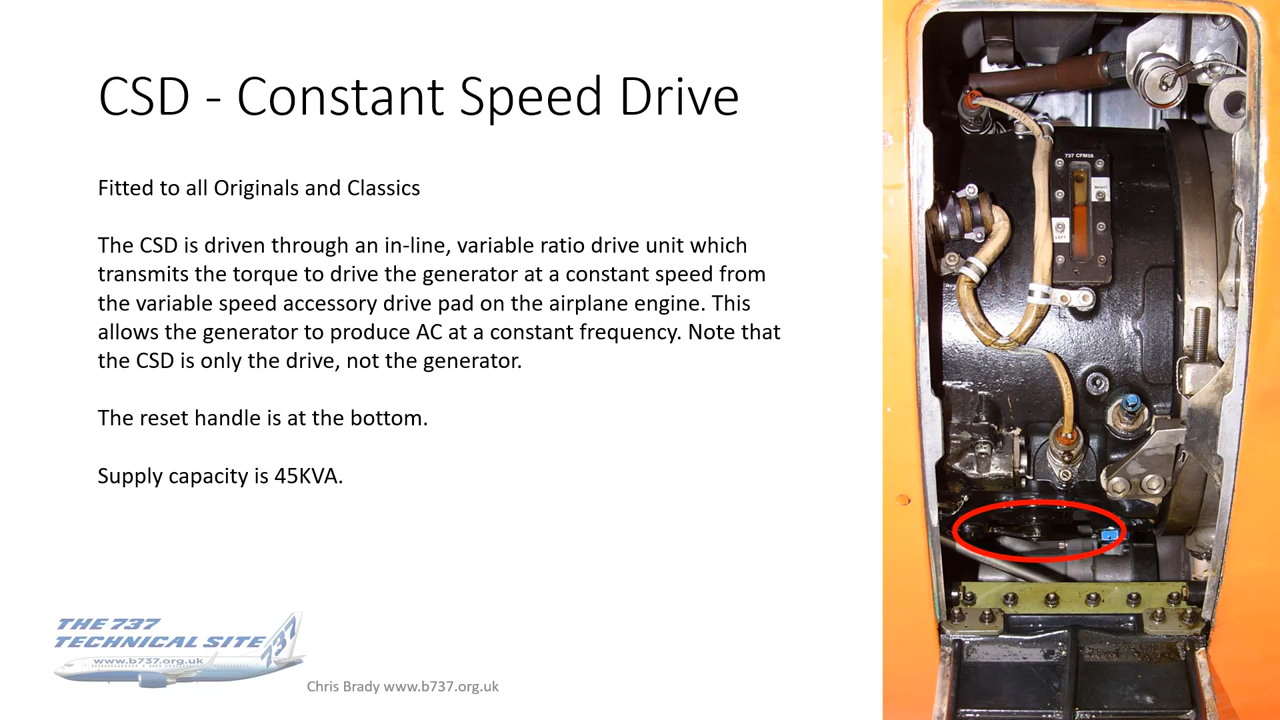 CSD - Constant Speed Drive
Fitted to all Originals and Classics
The CSD is driven through an in-line, variable ratio drive unit which
transmits the torque to drive the generator at a constant speed from
the variable speed accessory drive pad on the airplane engine. This
allows the generator to produce AC at a constant frequency. Note that
the CSD is only the drive, not the generator.
The reset handle is at the bottom.
Supply capacity is 45KVA.
THE 737
TECHNICAL SITE
737
www.b737.org.uk
Chris Brady www.b737.org.uk
737 CFM56
RIGHT
LEFT